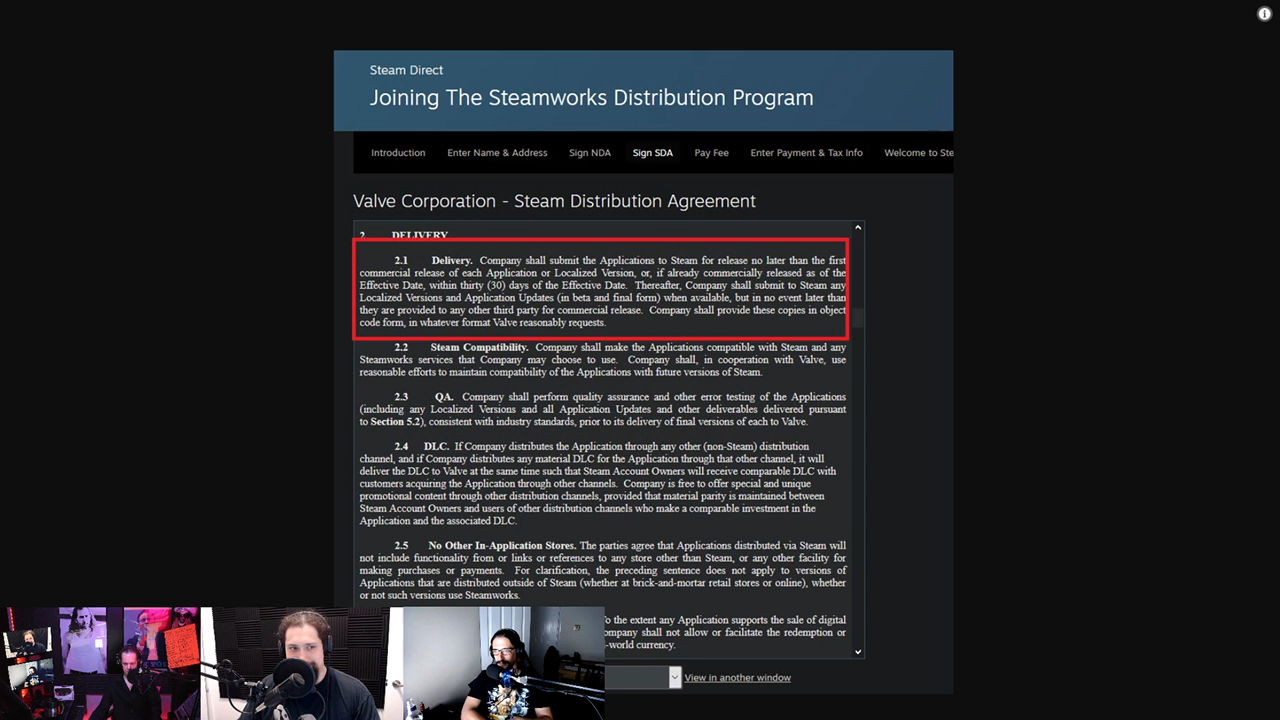 Steam Direct
Joining The Steamworks Distribution Program
Introduction Enter Name & Address Sign NDA Sign SDA Pay Fee Enter Payment & Tax Info Welcome to Ste
Valve Corporation - Steam Distribution Agreement
2 DELIVERY
2.1 Delivery. Company shall submit the Applications to Steam for release no later than the first
commercial release of each Application or Localized Version, or, if already commercially released as of the
Effective Date, within thirty (30) days of the Effective Date. Thereafter, Company shall submit to Steam any
Localized Versions and Application Updates (in beta and final form) when available, but in no event later than
they are provided to any other third party for commercial release. Company shall provide these copies in object
code form, in whatever format Valve reasonably requests.
2.2 Steam Compatibility. Company shall make the Applications compatible with Steam and any
Steamworks services that Company may choose to use. Company shall, in cooperation with Valve, use
reasonable efforts to maintain compatibility of the Applications with future versions of Steam.
2.3 QA. Company shall perform quality assurance and other error testing of the Applications
(including any Localized Versions and all Application Updates and other deliverables delivered pursuant
to Section 5.2), consistent with industry standards, prior to its delivery of final versions of each to Valve.
2.4 DLC. If Company distributes the Application through any other (non-Steam) distribution
channel, and if Company distributes any material DLC for the Application through that other channel, it will
deliver the DLC to Valve at the same time such that Steam Account Owners will receive comparable DLC with
customers acquiring the Application through other channels. Company is free to offer special and unique
promotional content through other distribution channels, provided that material parity is maintained between
Steam Account Owners and users of other distribution channels who make a comparable investment in the
Application and the associated DLC.
2.5 No Other In-Application Stores. The parties agree that Applications distributed via Steam will
not include functionality from or links or references to any store other than Steam, or any other facility for
making purchases or payments. For clarification, the preceding sentence does not apply to versions of
Applications that are distributed outside of Steam (whether at brick-and-mortar retail stores or online), whether
or not such versions use Steamworks.
To the extent any Application supports the sale of digital
ompany shall not allow or facilitate the redemption or
-world currency.
View in another window